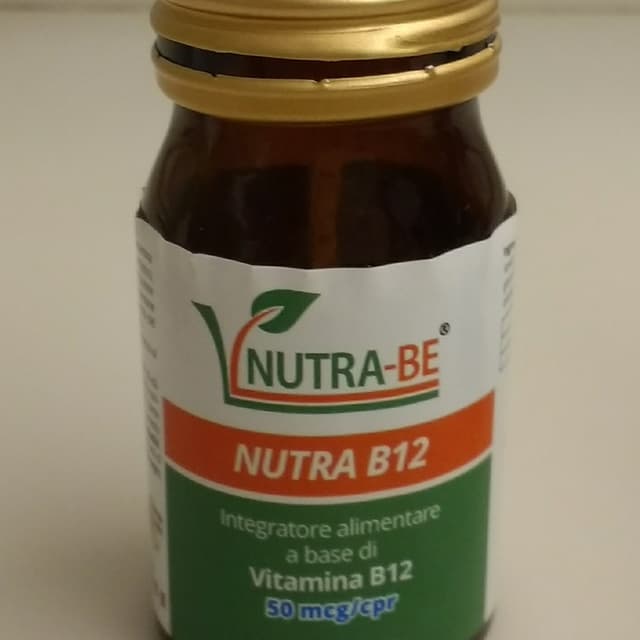 NUTRA-BE®
NUTRA B12
Integratore alimentare
a base di
Vitamina B12
50 mcg/cpr